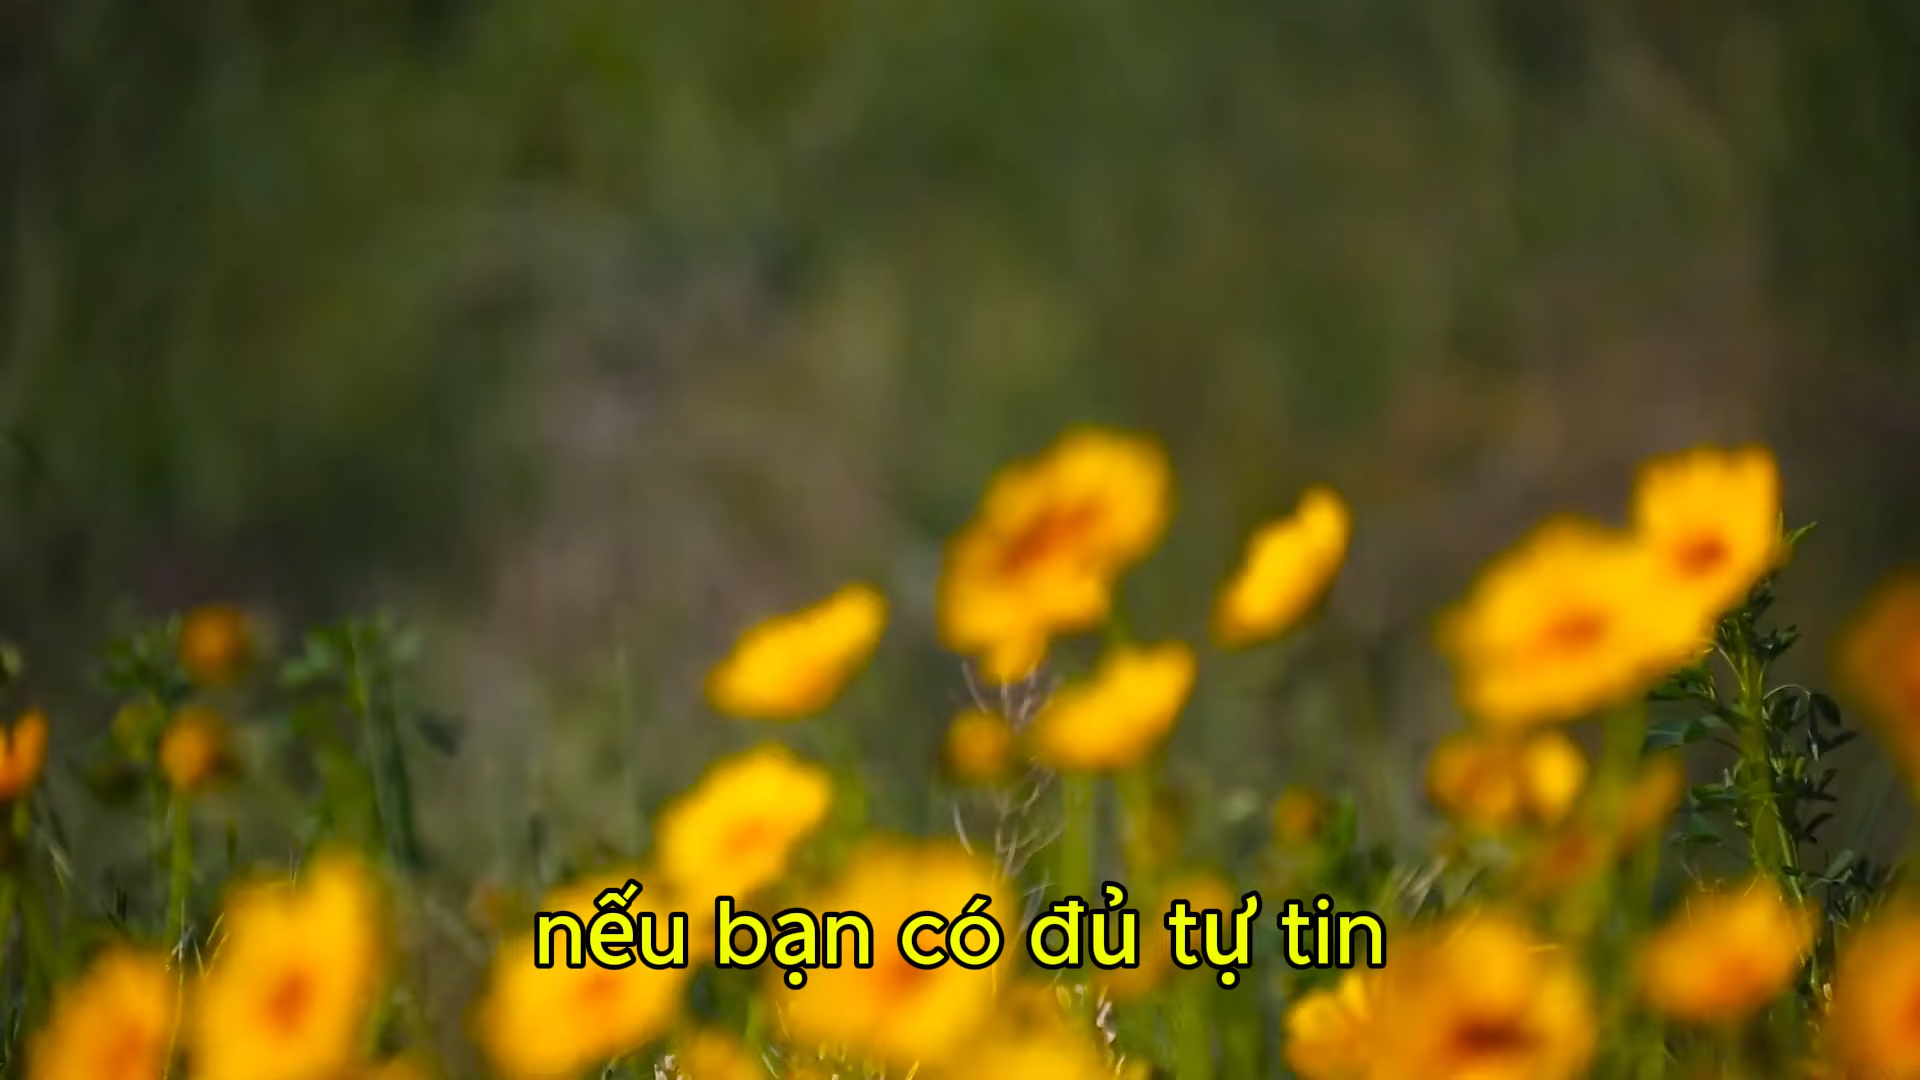 nếu bạn có đủ tự tin